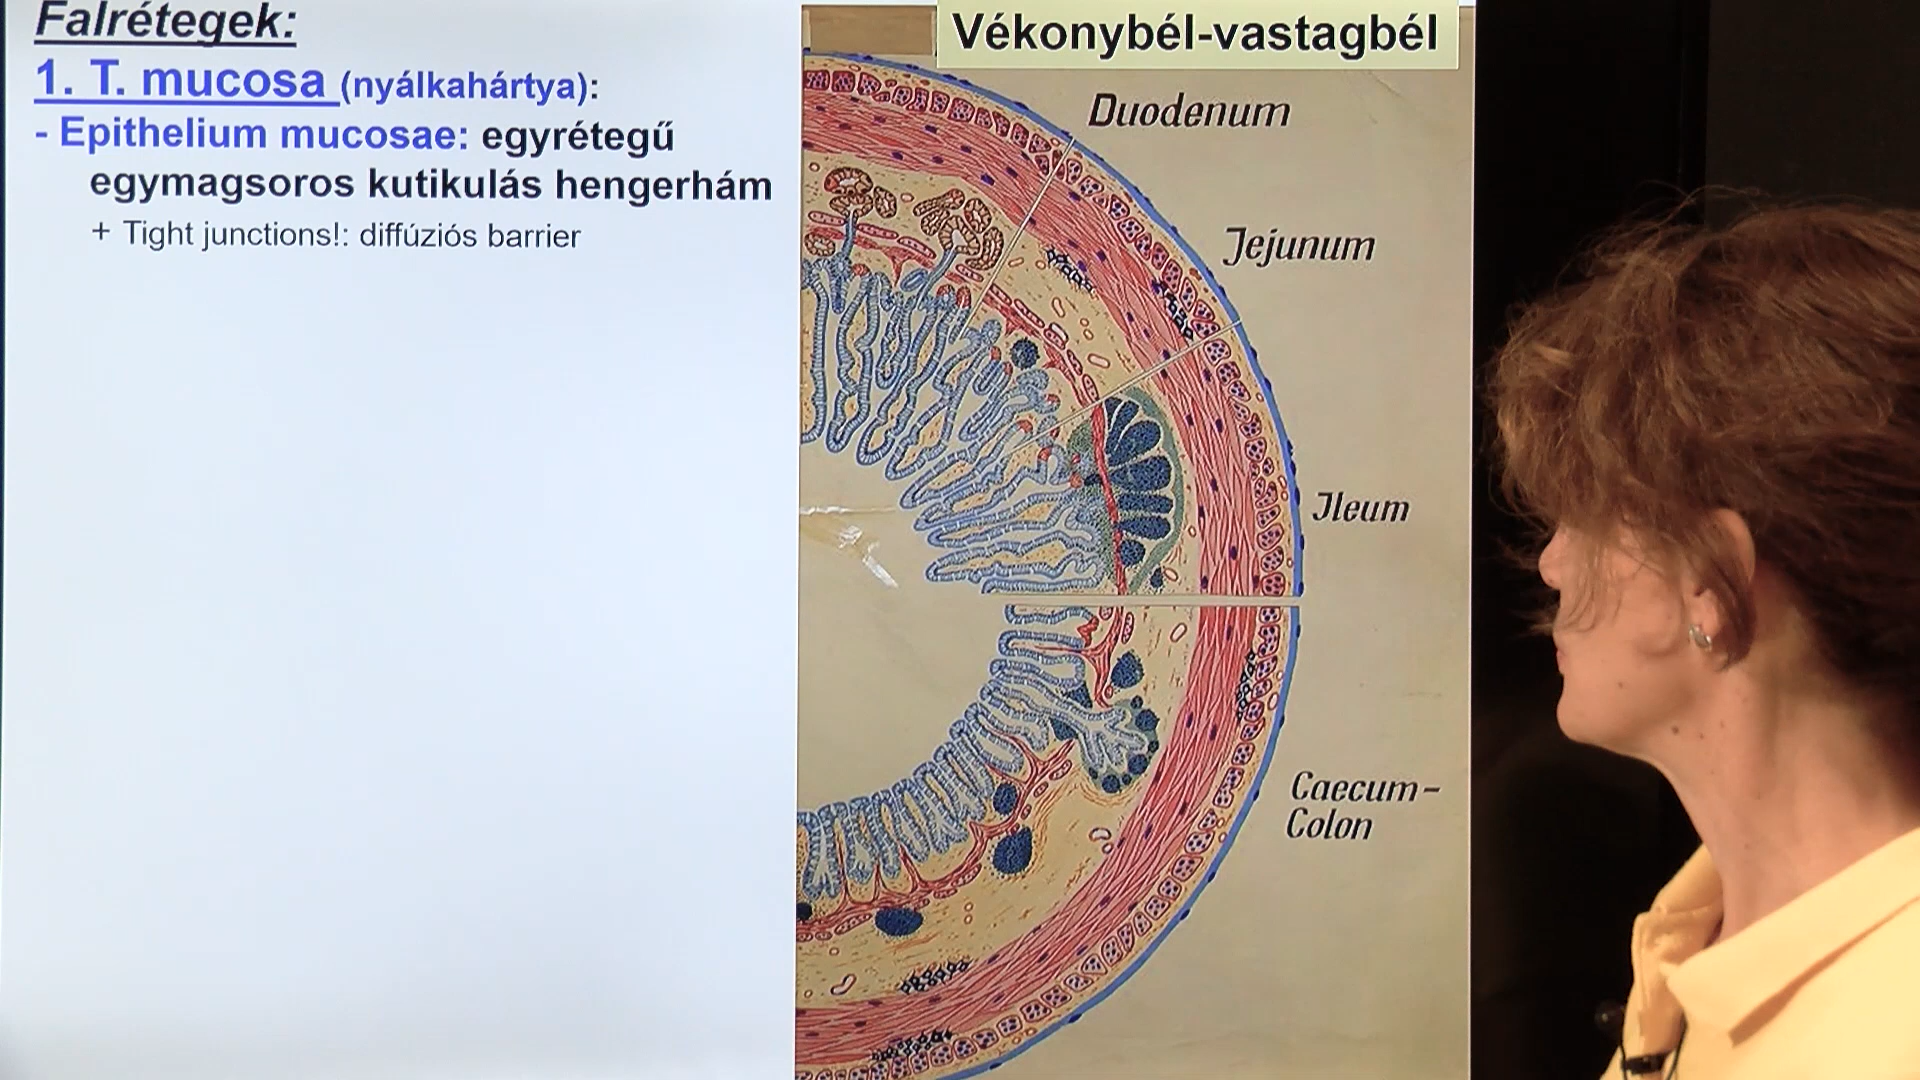 Falrétegek:
1. T. mucosa (nyálkahártya):
- Epithelium mucosae: egyrétegű
egymagsoros kutikulás hengerhám
+ Tight junctions!: diffúziós barrier
Vékonybél-vastagbél
Duodenum
Jejunum
Ileum
Caecum-
Colon